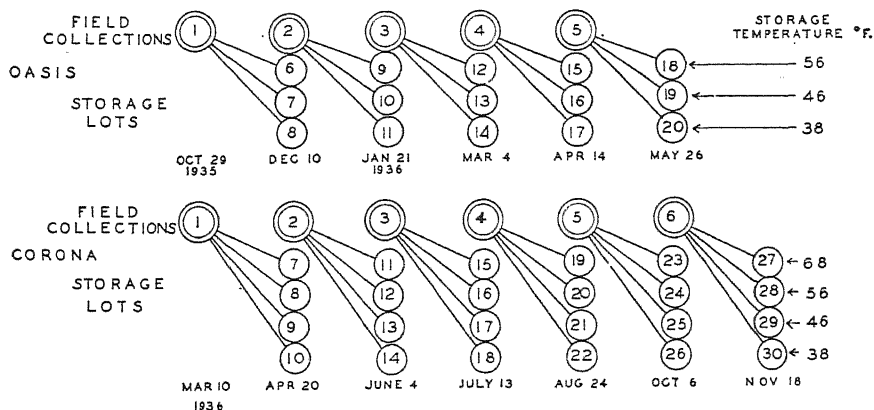 FIELD COLLECTIONS 1 2 3 4 5 STORAGE TEMPERATURE °F.
OASIS 6 9 12 15 18 ← 56
STORAGE LOTS 7 10 13 16 19 ← 46
8 11 14 17 20 ← 38
OCT 29 1935 DEC 10 JAN 21 1936 MAR 4 APR 14 MAY 26
FIELD COLLECTIONS 1 2 3 4 5 6
CORONA 7 11 15 19 23 27 ← 68
STORAGE LOTS 8 12 16 20 24 28 ← 56
9 13 17 21 25 29 ← 46
10 14 18 22 26 30 ← 38
MAR 10 1936 APR 20 JUNE 4 JULY 13 AUG 24 OCT 6 NOV 18